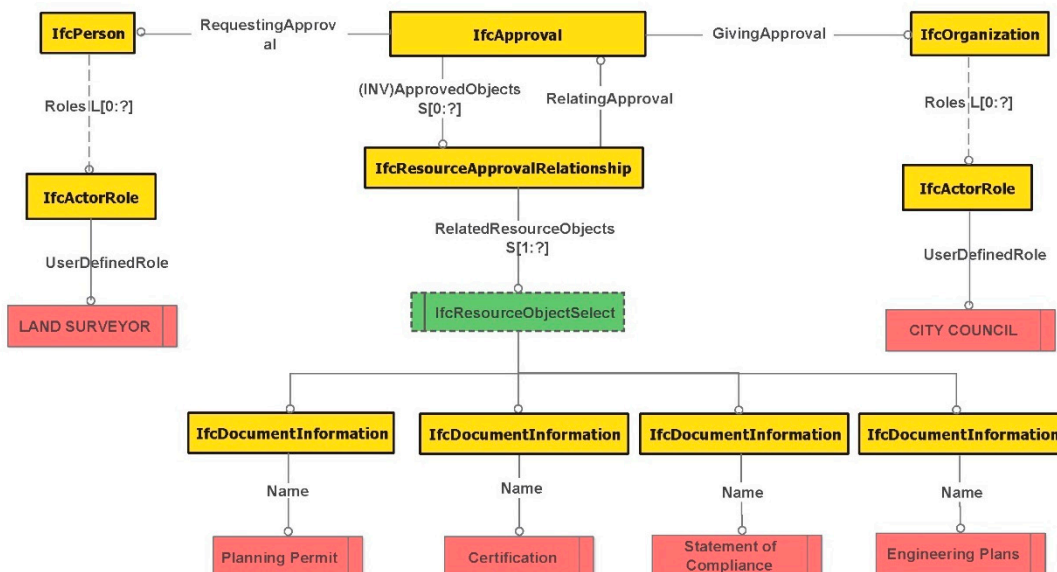 IfcPerson
RequestingApprov
al
IfcApproval
GivingApproval
IfcOrganization
Roles L[0:?]
(INV)ApprovedObjects
S[0:?]
RelatingApproval
Roles L[0:?]
IfcActorRole
IfcResourceApprovalRelationship
IfcActorRole
UserDefinedRole
RelatedResourceObjects
S[1:?]
UserDefinedRole
LAND SURVEYOR
IfcResourceObjectSelect
CITY COUNCIL
IfcDocumentInformation
IfcDocumentInformation
IfcDocumentInformation
IfcDocumentInformation
Name
Name
Name
Name
Planning Permit
Certification
Statement of
Compliance
Engineering Plans